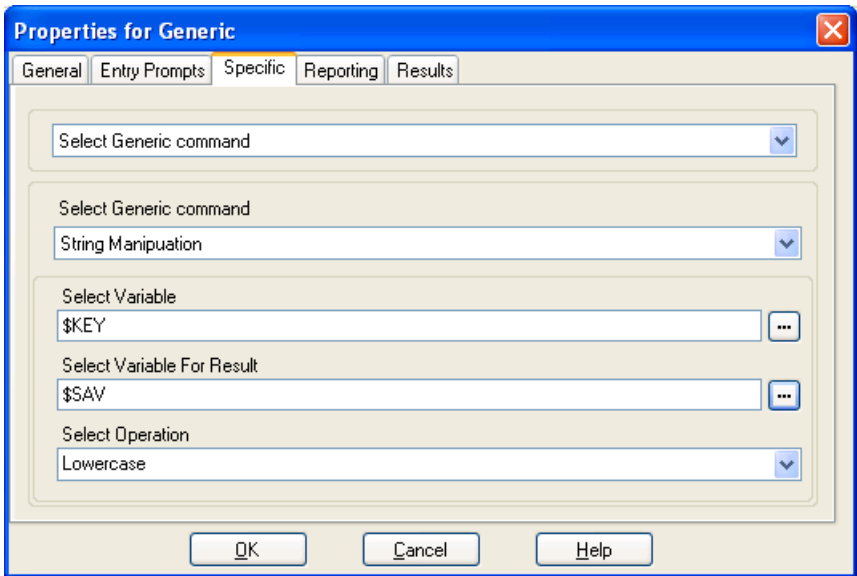 Properties for Generic
General Entry Prompts Specific Reporting Results
Select Generic command
Select Generic command
String Manipuation
Select Variable
$KEY
...
Select Variable For Result
$SAV
...
Select Operation
Lowercase
OK Cancel Help